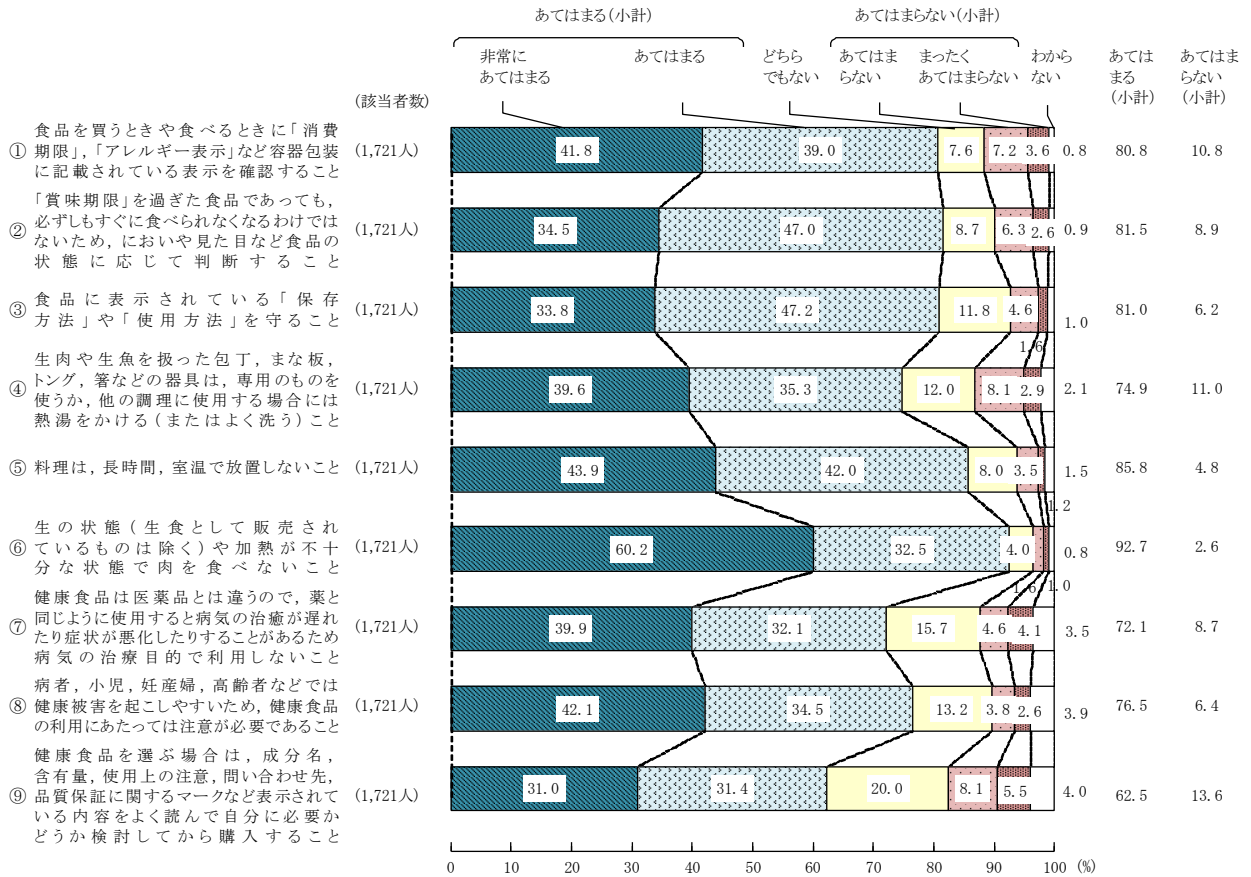 あてはまる(小計)
あてはまらない(小計)
非常に
あてはまる
あてはまる
どちら
でもない
あてはま
らない
まったく
あてはまらない
わから
ない
あては
まる
(小計)
あてはま
らない
(小計)
(該当者数)
① 食品を買うときや食べるときに「消費
期限」,「アレルギー表示」など容器包装
に記載されている表示を確認すること
(1,721人)
41.8 39.0 7.6 7.2 3.6 0.8 80.8 10.8
② 「賞味期限」を過ぎた食品であっても,
必ずしもすぐに食べられなくなるわけでは
ないため,においや見た目など食品の
状態に応じて判断すること
(1,721人)
34.5 47.0 8.7 6.3 2.6 0.9 81.5 8.9
③ 食品に表示されている「保存
方法」や「使用方法」を守ること
(1,721人)
33.8 47.2 11.8 4.6 1.6 1.0 81.0 6.2
④ 生肉や生魚を扱った包丁,まな板,
トング,箸などの器具は,専用のものを
使うか,他の調理に使用する場合には
熱湯をかける(またはよく洗う)こと
(1,721人)
39.6 35.3 12.0 8.1 2.9 2.1 74.9 11.0
⑤ 料理は,長時間,室温で放置しないこと
(1,721人)
43.9 42.0 8.0 3.5 1.2 1.5 85.8 4.8
⑥ 生の状態(生食として販売され
ているものは除く)や加熱が不十
分な状態で肉を食べないこと
(1,721人)
60.2 32.5 4.0 1.6 1.0 0.8 92.7 2.6
⑦ 健康食品は医薬品とは違うので,薬と
同じように使用すると病気の治癒が遅れ
たり症状が悪化したりすることがあるため
病気の治療目的で利用しないこと
(1,721人)
39.9 32.1 15.7 4.6 4.1 3.5 72.1 8.7
⑧ 病者,小児,妊産婦,高齢者などでは
健康被害を起こしやすいため,健康食品
の利用にあたっては注意が必要であること
(1,721人)
42.1 34.5 13.2 3.8 2.6 3.9 76.5 6.4
⑨ 健康食品を選ぶ場合は,成分名,
含有量,使用上の注意,問い合わせ先,
品質保証に関するマークなど表示されて
いる内容をよく読んで自分に必要か
どうか検討してから購入すること
(1,721人)
31.0 31.4 20.0 8.1 5.5 4.0 62.5 13.6
0 10 20 30 40 50 60 70 80 90 100 (%)